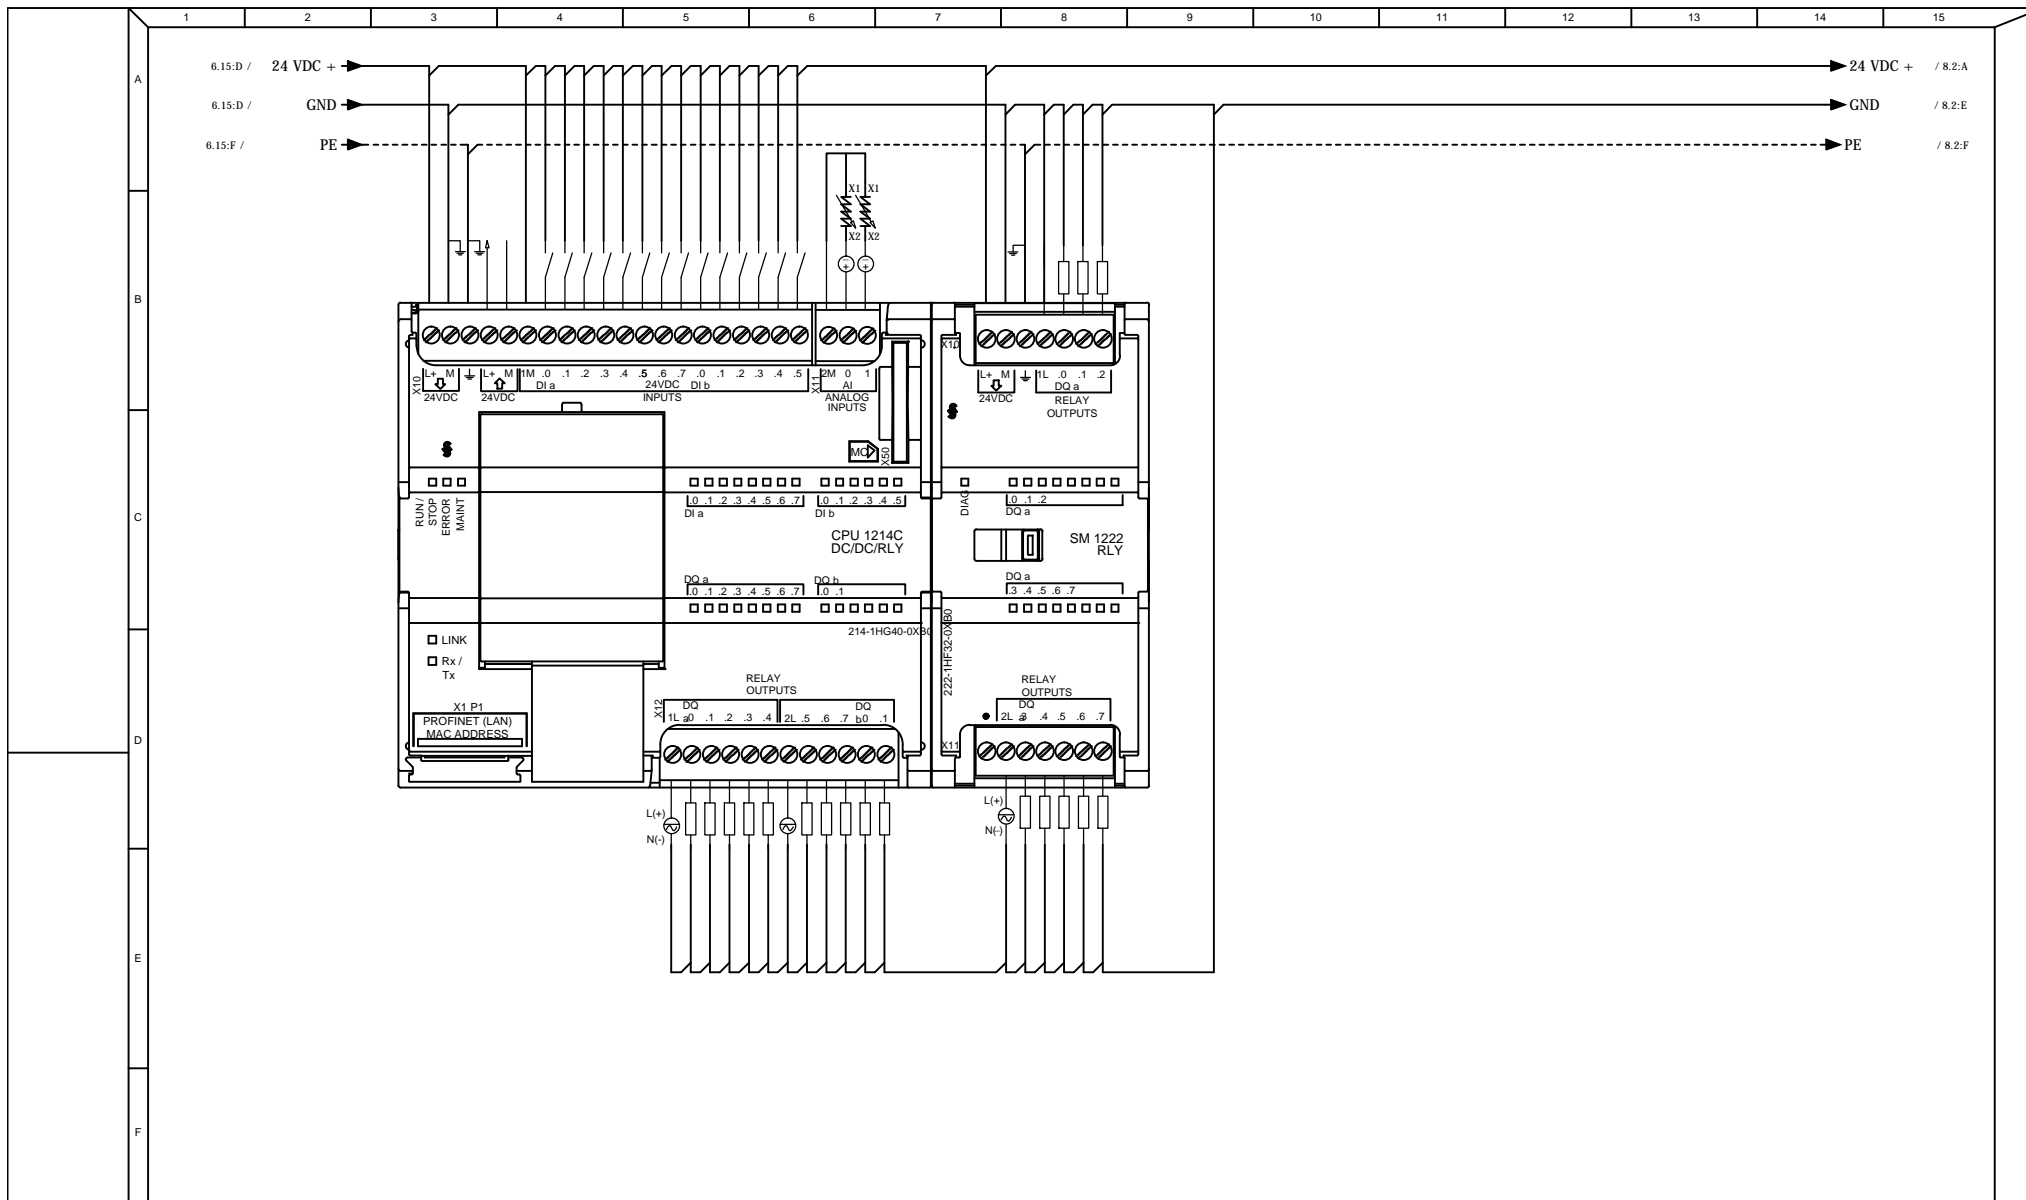 1 2 3 4 5 6 7 8 9 10 11 12 13 14 15
A
6.15:D / 24 VDC + 24 VDC + / 8.2:A
6.15:D / GND GND / 8.2:E
6.15:F / PE PE / 8.2:F
X1 X1
X2 X2
B
X10
L+ M L+ M 1M .0 .1 .2 .3 .4 .5 .6 .7 .0 .1 .2 .3 .4 .5
24VDC 24VDC DI a 24VDC DI b
INPUTS
X11
2M 0 1
AI
ANALOG
INPUTS
X10
L+ M 1L .0 .1 .2
24VDC DQ a
RELAY
OUTPUTS
MC
X50
C
RUN /
STOP
ERROR
MAINT
.0 .1 .2 .3 .4 .5 .6 .7 .0 .1 .2 .3 .4 .5
DI a DI b
CPU 1214C
DC/DC/RLY
DQ a DQ b
.0 .1 .2 .3 .4 .5 .6 .7 .0 .1
214-1HG40-0XB0
DIAG
.0 .1 .2
DQ a
SM 1222
RLY
DQ a
.3 .4 .5 .6 .7
222-1HF32-0XB0
LINK
Rx /
Tx
X1 P1
PROFINET (LAN)
MAC ADDRESS
D
RELAY
OUTPUTS
X12
DQ a DQ b
1L .0 .1 .2 .3 .4 2L .5 .6 .7 .0 .1
RELAY
OUTPUTS
DQ a
2L .3 .4 .5 .6 .7
X11
L(+)
N(-)
L(+)
N(-)
E
F